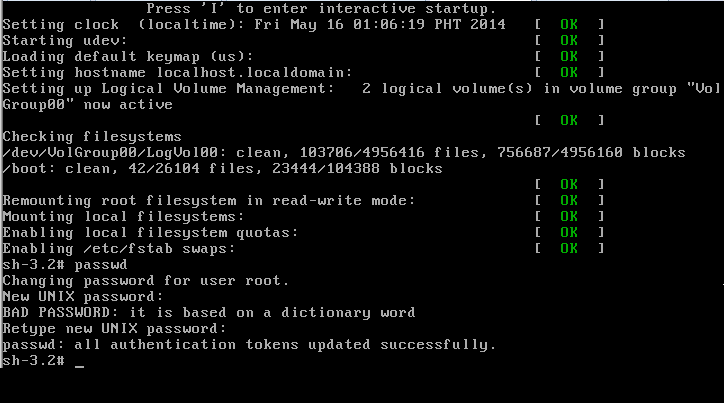 Press 'I' to enter interactive startup.
Setting clock  (localtime): Fri May 16 01:06:19 PHT 2014 [  OK  ]
Starting udev: [  OK  ]
Loading default keymap (us): [  OK  ]
Setting hostname localhost.localdomain: [  OK  ]
Setting up Logical Volume Management:   2 logical volume(s) in volume group "Vol
Group00" now active
[  OK  ]
Checking filesystems
/dev/VolGroup00/LogVol00: clean, 103706/4956416 files, 756687/4956160 blocks
/boot: clean, 42/26104 files, 23444/104388 blocks
[  OK  ]
Remounting root filesystem in read-write mode: [  OK  ]
Mounting local filesystems: [  OK  ]
Enabling local filesystem quotas: [  OK  ]
Enabling /etc/fstab swaps: [  OK  ]
sh-3.2# passwd
Changing password for user root.
New UNIX password:
BAD PASSWORD: it is based on a dictionary word
Retype new UNIX password:
passwd: all authentication tokens updated successfully.
sh-3.2# _